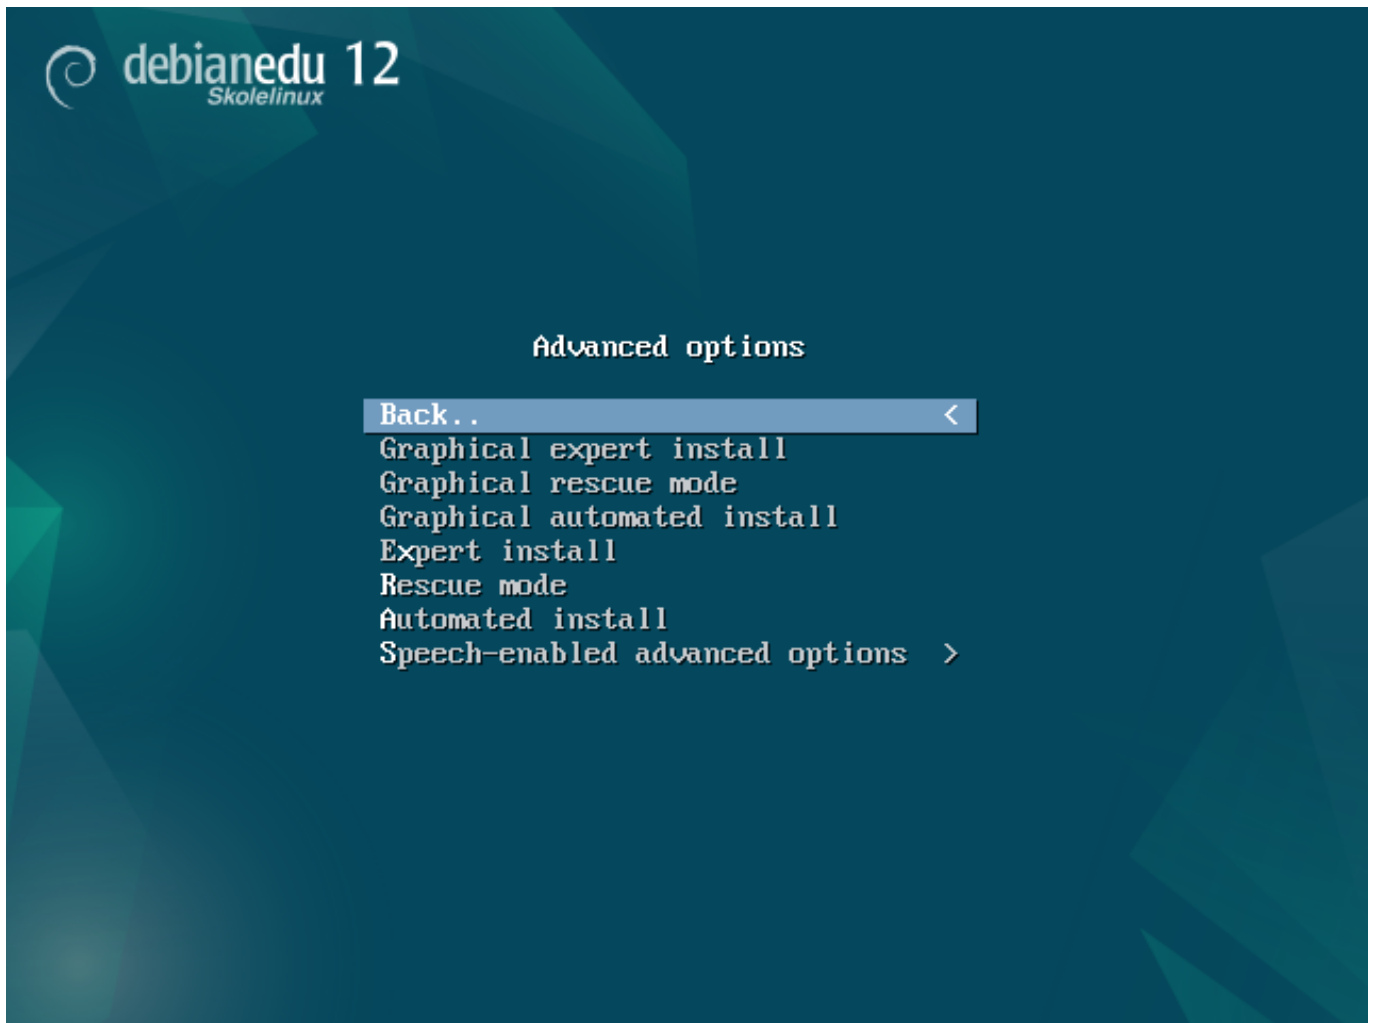 debianedu 12
Skolelinux
Advanced options
Back.. <
Graphical expert install
Graphical rescue mode
Graphical automated install
Expert install
Rescue mode
Automated install
Speech-enabled advanced options >